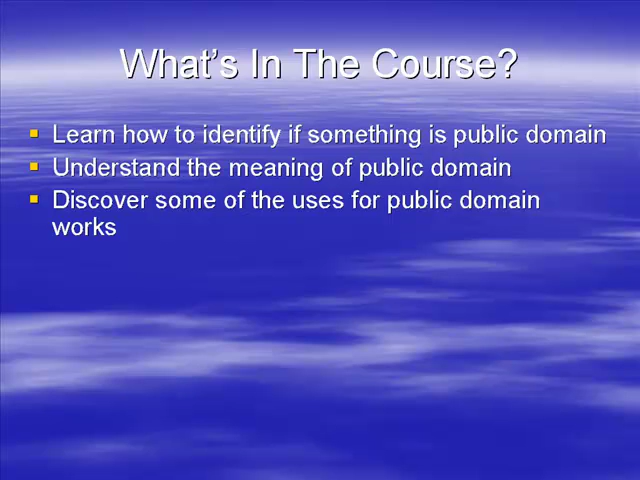 What's In The Course?
Learn how to identify if something is public domain
Understand the meaning of public domain
Discover some of the uses for public domain
works